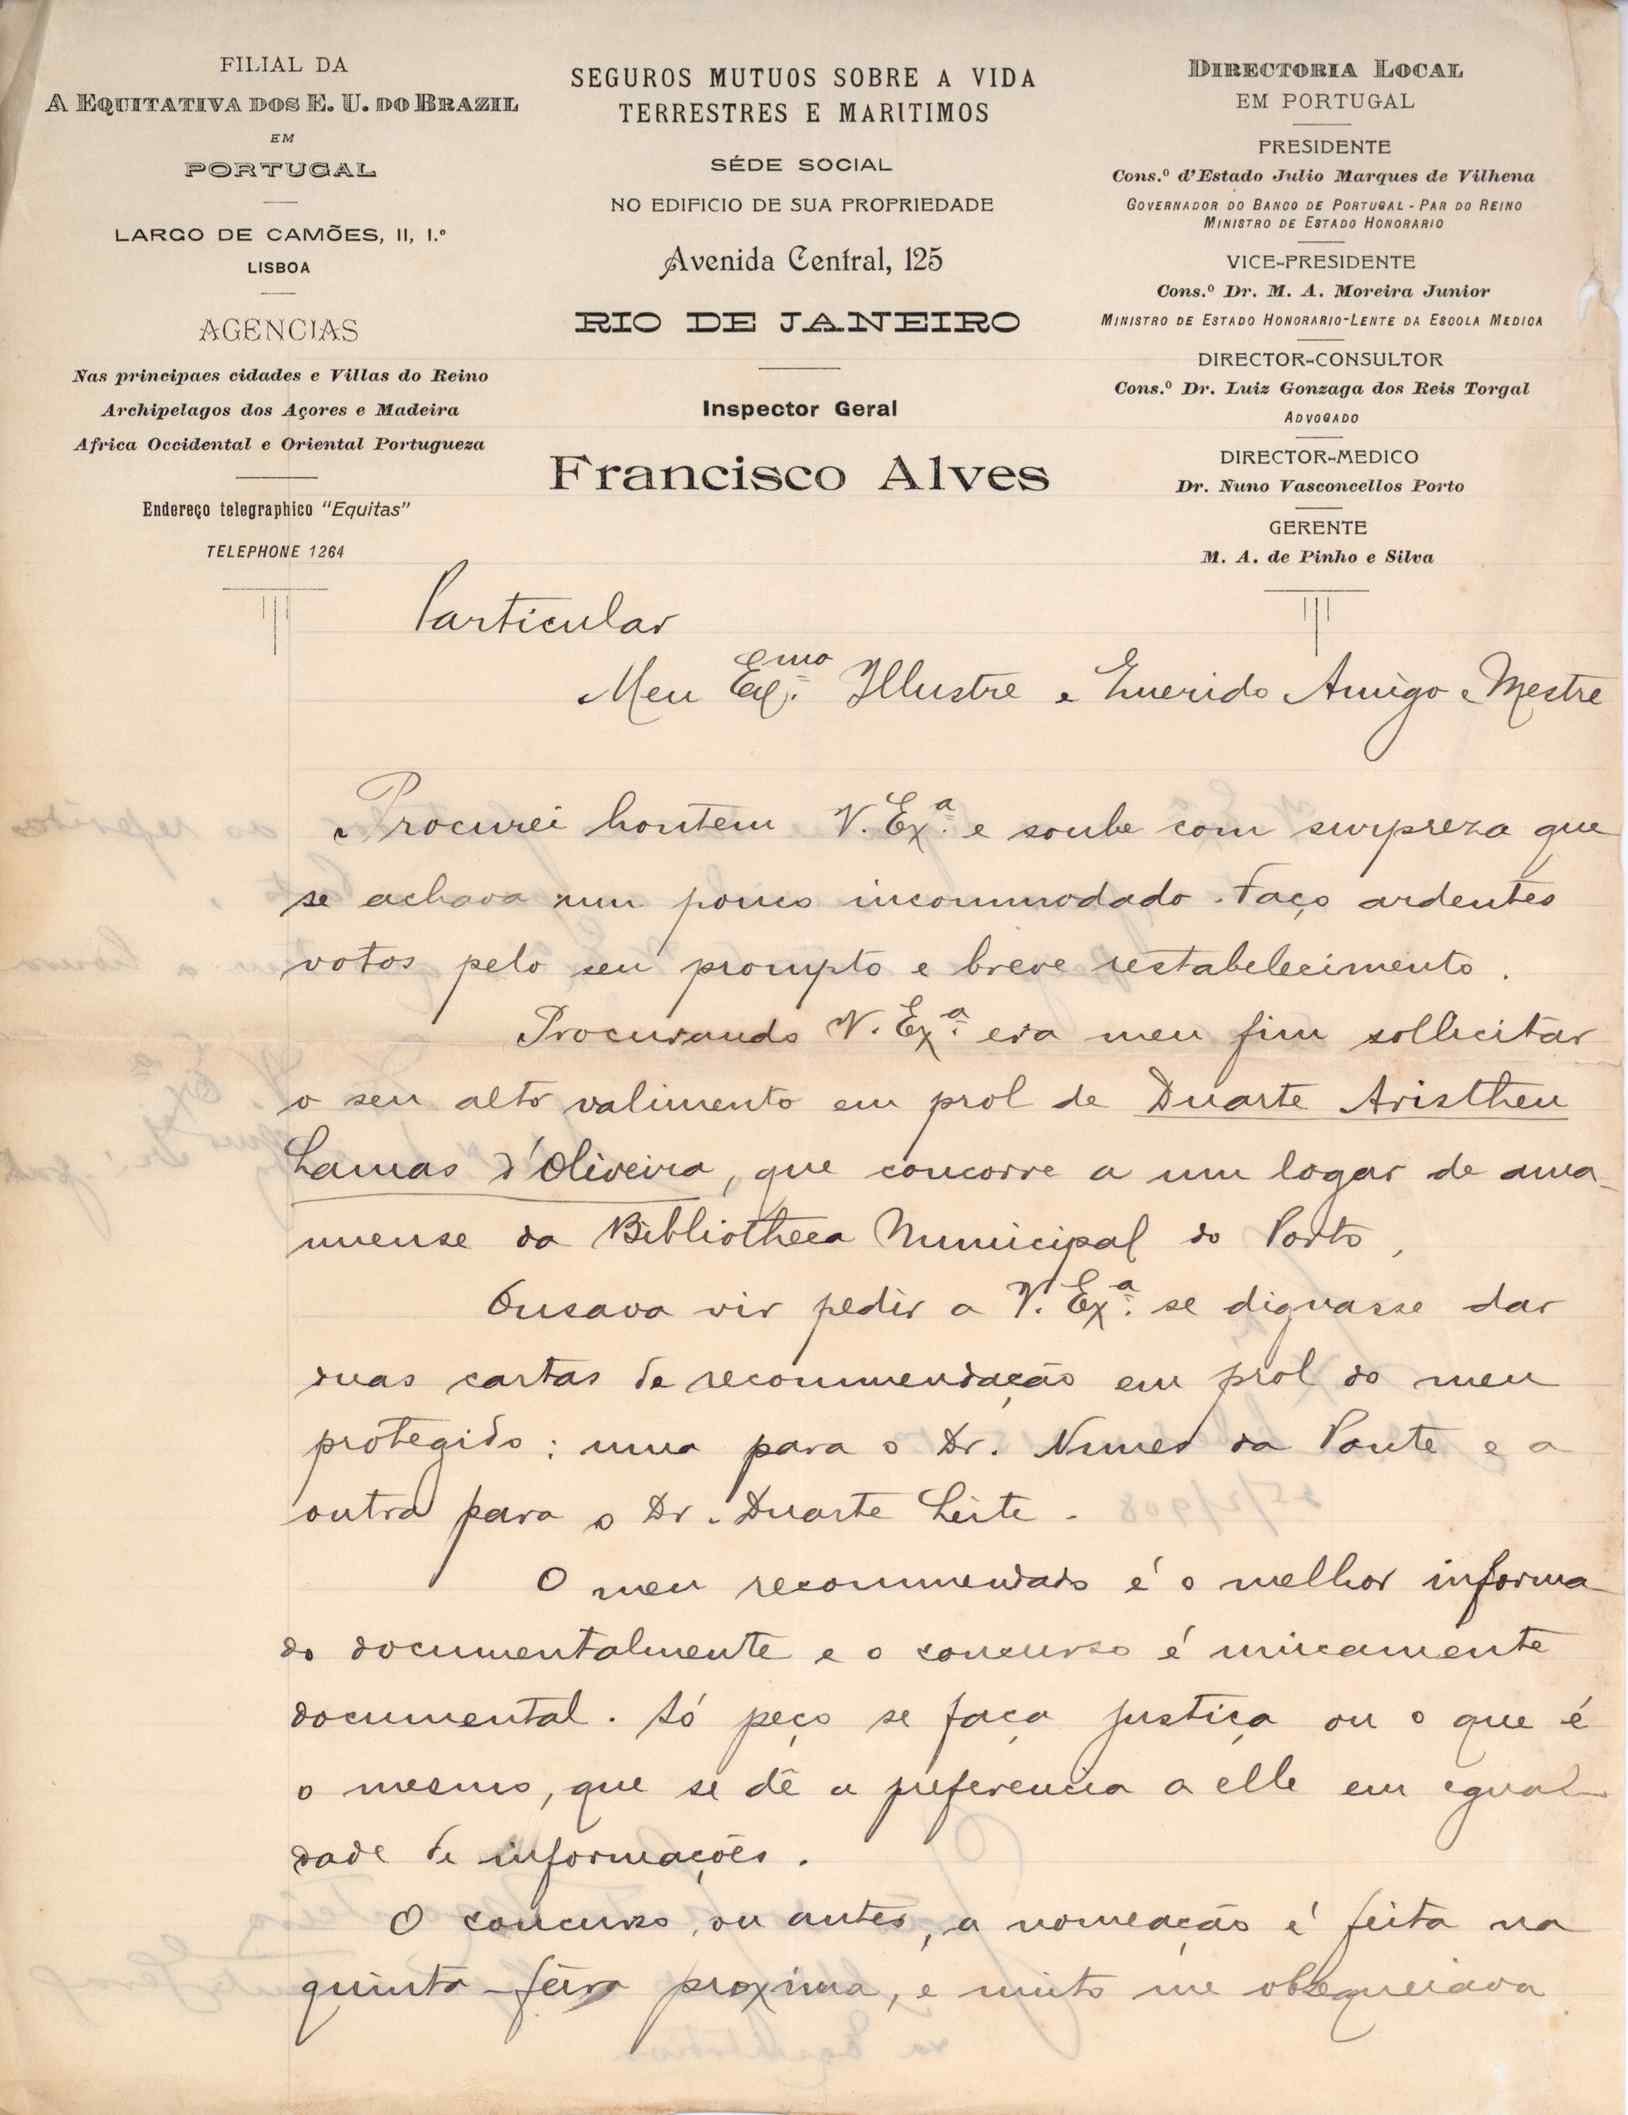 FILIAL DA
A EQUITATIVA DOS E. U. DO BRAZIL
EM
PORTUGAL
LARGO DE CAMÕES, 11, 1.º
LISBOA
AGENCIAS
Nas principaes cidades e Villas do Reino
Archipelagos dos Açores e Madeira
Africa Occidental e Oriental Portugueza
Endereço telegraphico "Equitas"
TELEPHONE 1264
SEGUROS MUTUOS SOBRE A VIDA
TERRESTRES E MARITIMOS
SÉDE SOCIAL
NO EDIFICIO DE SUA PROPRIEDADE
Avenida Central, 125
RIO DE JANEIRO
Inspector Geral
Francisco Alves
DIRECTORIA LOCAL
EM PORTUGAL
PRESIDENTE
Cons.º d'Estado Julio Marques de Vilhena
GOVERNADOR DO BANCO DE PORTUGAL - PAR DO REINO
MINISTRO DE ESTADO HONORARIO
VICE-PRESIDENTE
Cons.º Dr. M. A. Moreira Junior
MINISTRO DE ESTADO HONORARIO-LENTE DA ESCOLA MEDICA
DIRECTOR-CONSULTOR
Cons.º Dr. Luiz Gonzaga dos Reis Torgal
ADVOGADO
DIRECTOR-MEDICO
Dr. Nuno Vasconcellos Porto
GERENTE
M. A. de Pinho e Silva
Particular
Meu Ex.mo Illustre e Querido Amigo e Mestre
Procurei hontem V. Ex.ª e soube com surpreza que
se achava um pouco incommodado. Faço ardentes
votos pelo seu prompto e breve restabelecimento.
Procurando V. Ex.ª era meu fim sollicitar
o seu alto valimento em prol de Duarte Aristheu
Lamas d'Oliveira, que concorre a um logar de ama-
nuense da Bibliotheca Municipal do Porto,
Ousava vir pedir a V. Ex.ª se dignasse dar
duas cartas de recommendação em prol do meu
protegido: uma para o Dr. Nunes da Ponte e a
outra para o Dr. Duarte Leite.
O meu recommendado é o melhor informa-
do documentalmente e o concurso é unicamente
documental. Só peço se faça justiça ou o que é
o mesmo, que se dê a preferencia a elle em egual-
dade de informações.
O concurso, ou antes, a nomeação é feita na
quinta-feira proxima, e muito me obsequeiava